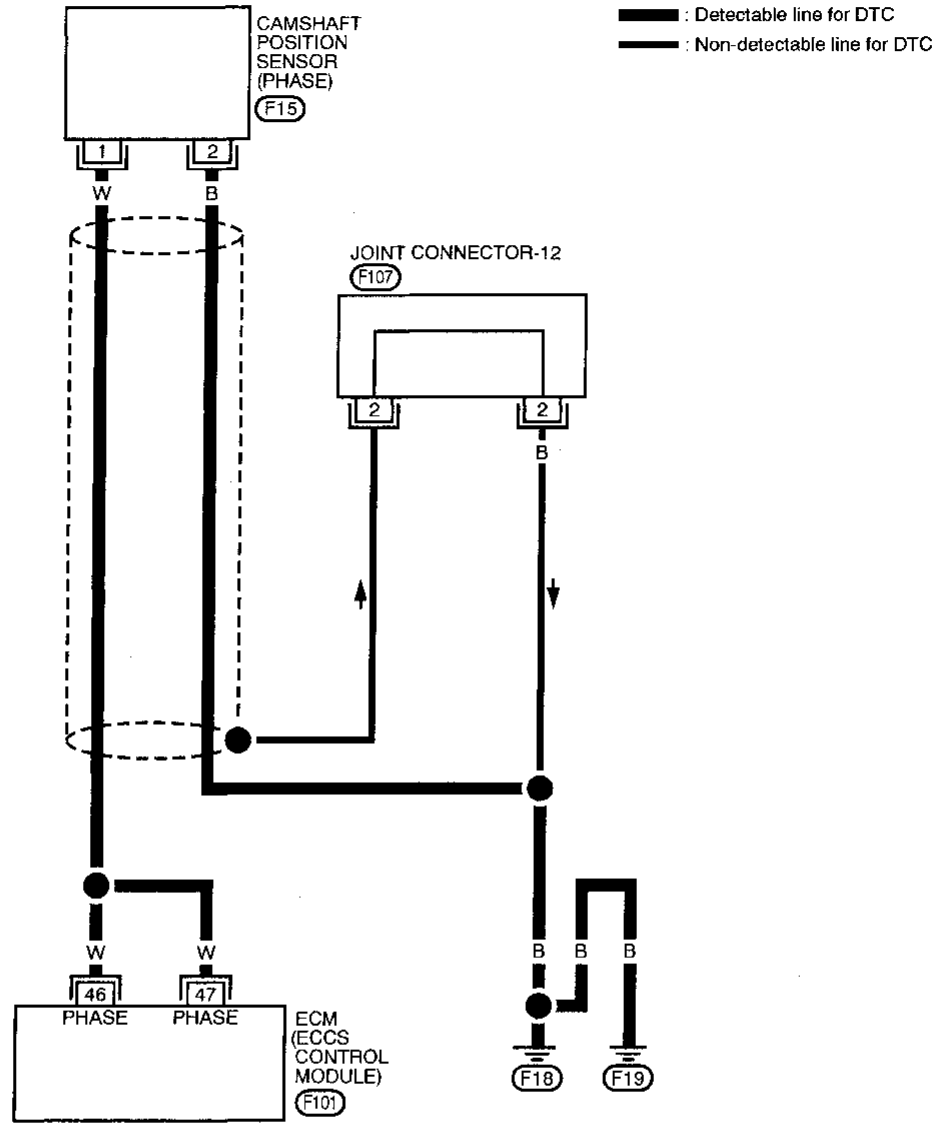 CAMSHAFT
POSITION
SENSOR
(PHASE)
F15
: Detectable line for DTC
: Non-detectable line for DTC
1
2
W
B
JOINT CONNECTOR-12
F107
2
2
B
W
W
B
B
B
46
47
PHASE
PHASE
ECM
(ECCS
CONTROL
MODULE)
F101
F18
F19